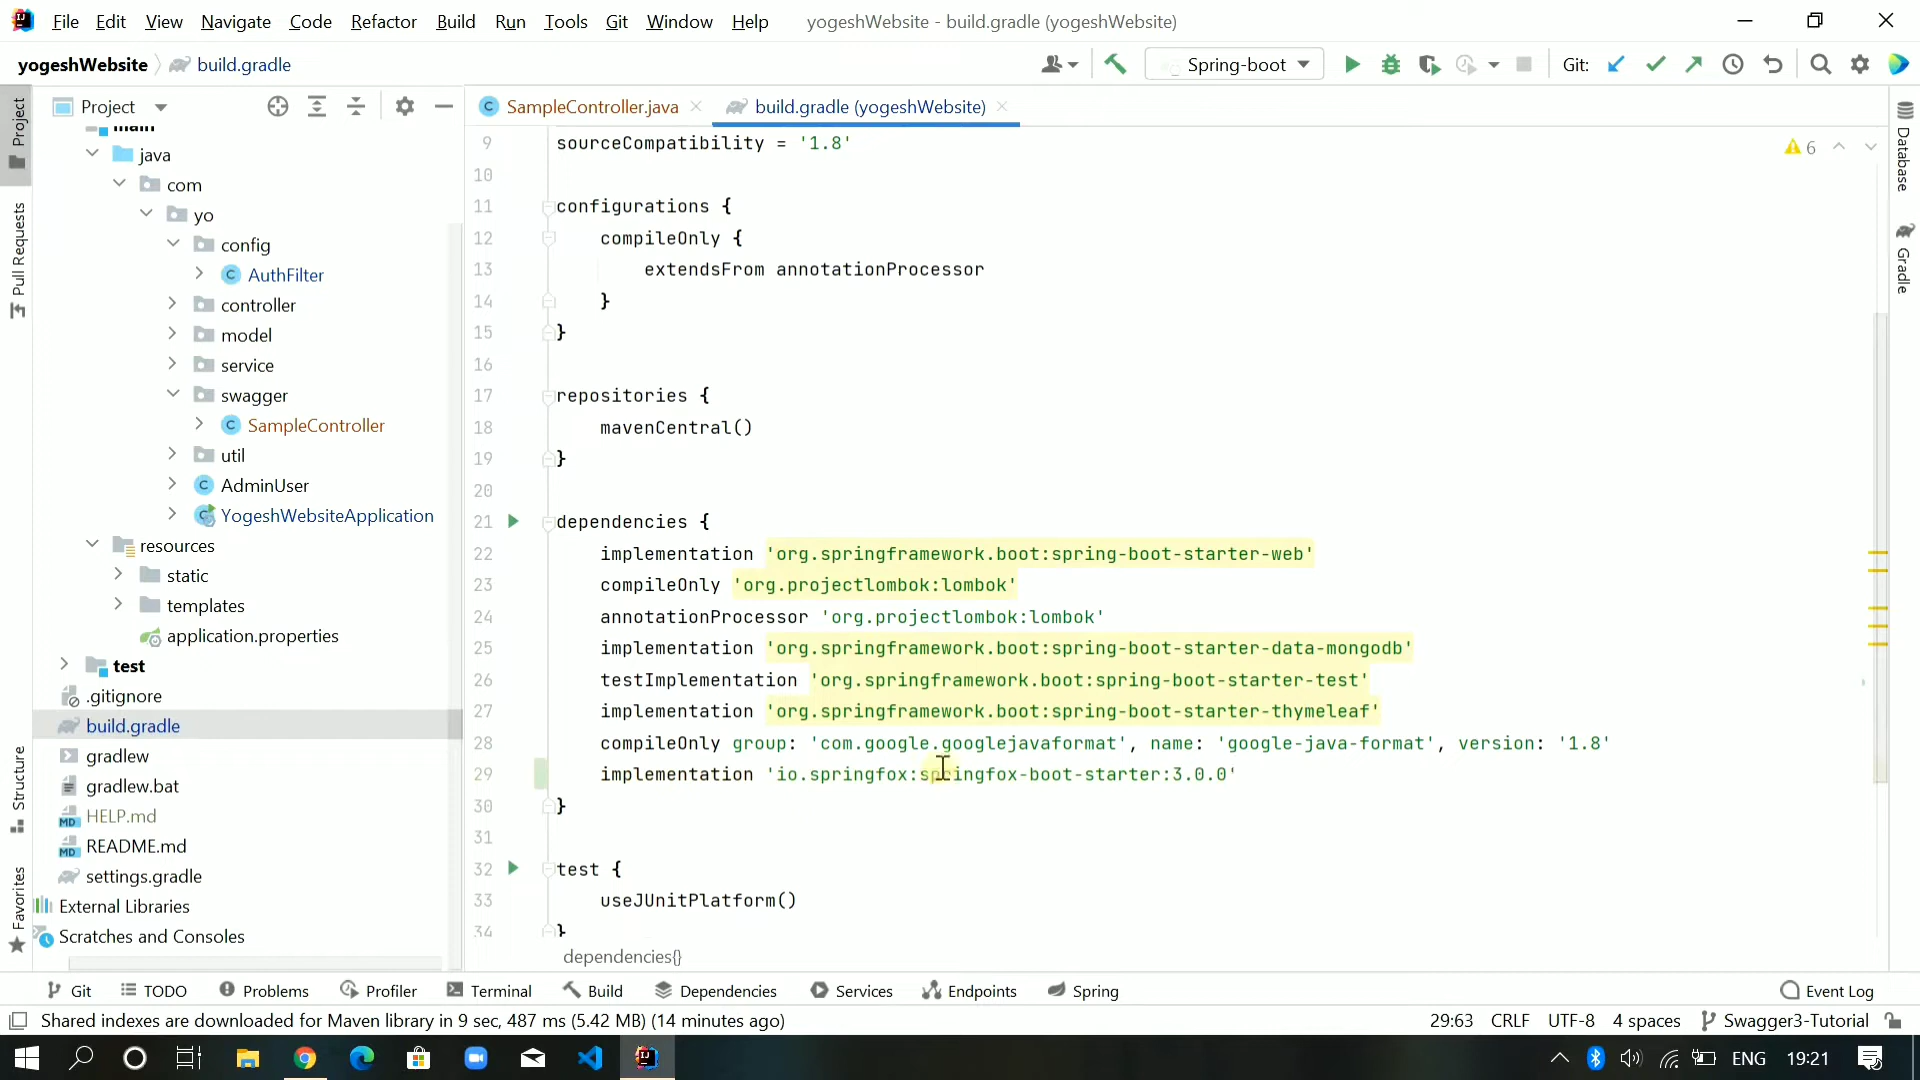 File Edit View Navigate Code Refactor Build Run Tools Git Window Help yogeshWebsite - build.gradle (yogeshWebsite)
yogeshWebsite build.gradle Spring-boot Git:
Project SampleController.java build.gradle (yogeshWebsite)
Project
Pull Requests
Structure
Favorites
main
java
com
yo
config
AuthFilter
controller
model
service
swagger
SampleController
util
AdminUser
YogeshWebsiteApplication
resources
static
templates
application.properties
test
.gitignore
build.gradle
gradlew
gradlew.bat
HELP.md
README.md
settings.gradle
External Libraries
Scratches and Consoles
9 sourceCompatibility = '1.8'
10
11 configurations {
12 compileOnly {
13 extendsFrom annotationProcessor
14 }
15 }
16
17 repositories {
18 mavenCentral()
19 }
20
21 dependencies {
22 implementation 'org.springframework.boot:spring-boot-starter-web'
23 compileOnly 'org.projectlombok:lombok'
24 annotationProcessor 'org.projectlombok:lombok'
25 implementation 'org.springframework.boot:spring-boot-starter-data-mongodb'
26 testImplementation 'org.springframework.boot:spring-boot-starter-test'
27 implementation 'org.springframework.boot:spring-boot-starter-thymeleaf'
28 compileOnly group: 'com.google.googlejavaformat', name: 'google-java-format', version: '1.8'
29 implementation 'io.springfox:springfox-boot-starter:3.0.0'
30 }
31
32 test {
33 useJUnitPlatform()
34 }
dependencies{}
6
Database
Gradle
Git TODO Problems Profiler Terminal Build Dependencies Services Endpoints Spring Event Log
Shared indexes are downloaded for Maven library in 9 sec, 487 ms (5.42 MB) (14 minutes ago) 29:63 CRLF UTF-8 4 spaces Swagger3-Tutorial
ENG 19:21